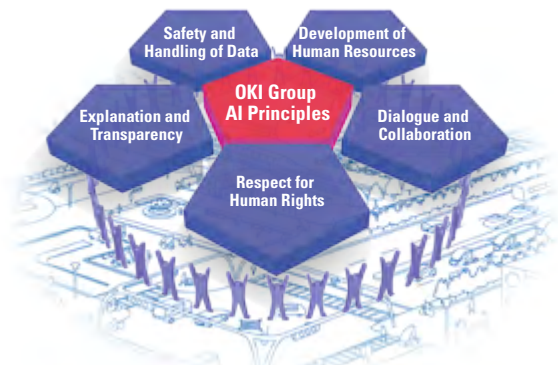 Safety and
Handling of Data
Development of
Human Resources
OKI Group
AI Principles
Explanation and
Transparency
Dialogue and
Collaboration
Respect for
Human Rights